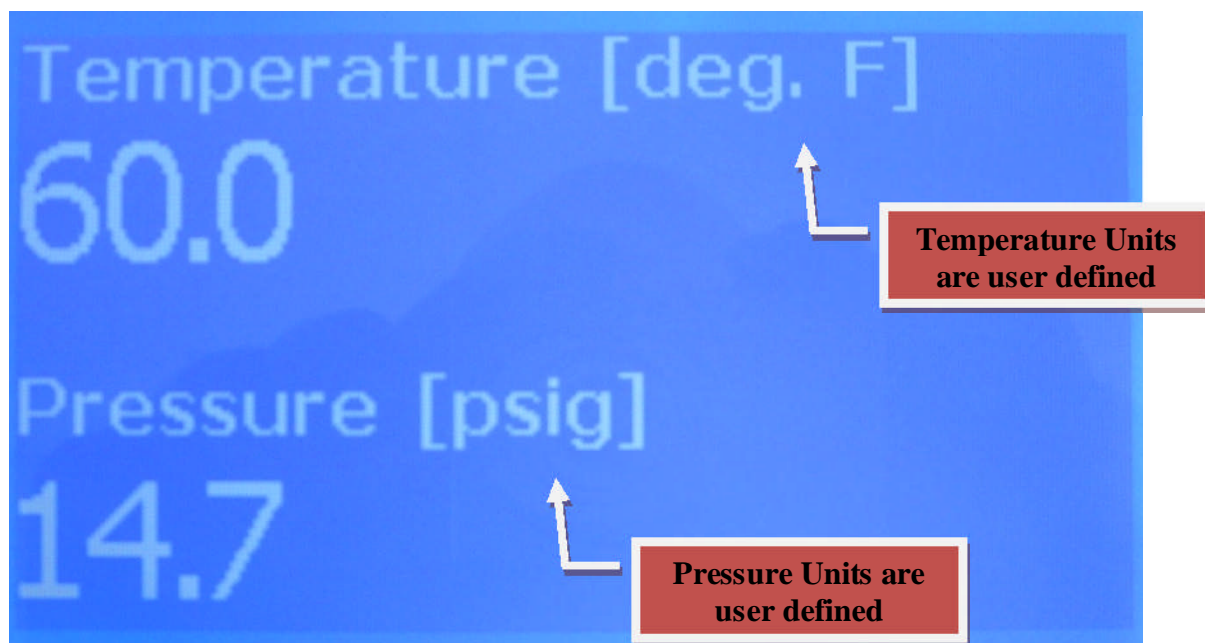 Temperature [deg. F]
60.0
Temperature Units
are user defined
Pressure [psig]
14.7
Pressure Units are
user defined